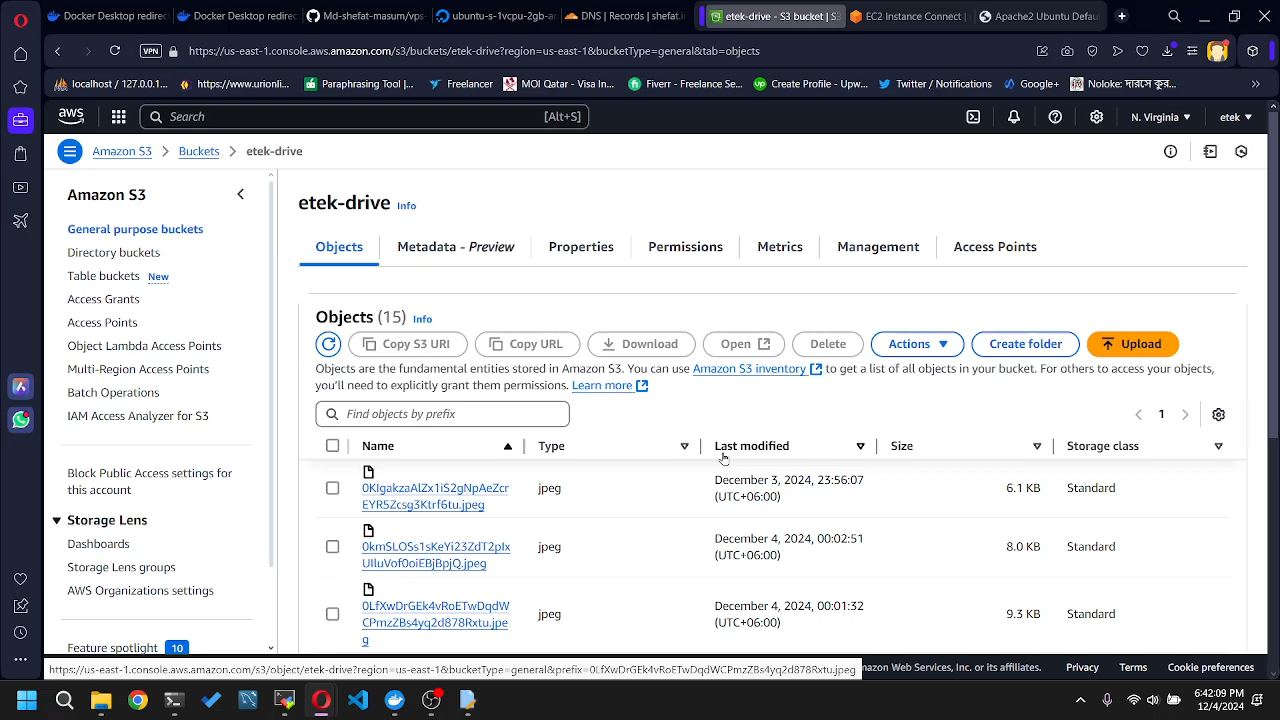 Docker Desktop redirec
Docker Desktop redirec
Md-shefat-masum/vps-
ubuntu-s-1vcpu-2gb-ar
DNS | Records | shefat.i
etek-drive - S3 bucket | S3
EC2 Instance Connect |
Apache2 Ubuntu Defau
VPN
https://us-east-1.console.aws.amazon.com/s3/buckets/etek-drive?region=us-east-1&bucketType=general&tab=objects
localhost / 127.0.0.1...
https://www.urionli...
Paraphrasing Tool |...
Freelancer
MOI Qatar - Visa In...
Fiverr - Freelance Se...
Create Profile - Upw...
Twitter / Notifications
Google+
aws
Search
[Alt+S]
N. Virginia
etek
Amazon S3
Buckets
etek-drive
Amazon S3
General purpose buckets
Directory buckets
Table buckets New
Access Grants
Access Points
Object Lambda Access Points
Multi-Region Access Points
Batch Operations
IAM Access Analyzer for S3
Block Public Access settings for
this account
Storage Lens
Dashboards
Storage Lens groups
AWS Organizations settings
Feature spotlight 10
etek-drive Info
Objects
Metadata - Preview
Properties
Permissions
Metrics
Management
Access Points
Objects (15) Info
Copy S3 URI
Copy URL
Download
Open
Delete
Actions
Create folder
Upload
Objects are the fundamental entities stored in Amazon S3. You can use Amazon S3 inventory to get a list of all objects in your bucket. For others to access your objects,
you'll need to explicitly grant them permissions. Learn more
Find objects by prefix
1
Name
Type
Last modified
Size
Storage class
0KIgakzaAlZx1iS2gNpAeZcr
EYR5Zcsg3Ktrf6tu.jpeg
jpeg
December 3, 2024, 23:56:07
(UTC+06:00)
6.1 KB
Standard
0kmSLOSs1sKeYi23ZdT2pIx
UIluVof0oiEBjBpjQ.jpeg
jpeg
December 4, 2024, 00:02:51
(UTC+06:00)
8.0 KB
Standard
0LfXwDrGEk4vRoETwDqdW
CPmzZBs4yq2d878Rxtu.jpe
g
jpeg
December 4, 2024, 00:01:32
(UTC+06:00)
9.3 KB
Standard
https://us-east-1.console.aws.amazon.com/s3/object/etek-drive?region=us-east-1&bucketType=general&prefix=0LfXwDrGEk4vRoETwDqdWCPmzZBs4yq2d878Rxtu.jpeg
mazon Web Services, Inc. or its affiliates.
Privacy
Terms
Cookie preferences
6:42:09 PM
12/4/2024